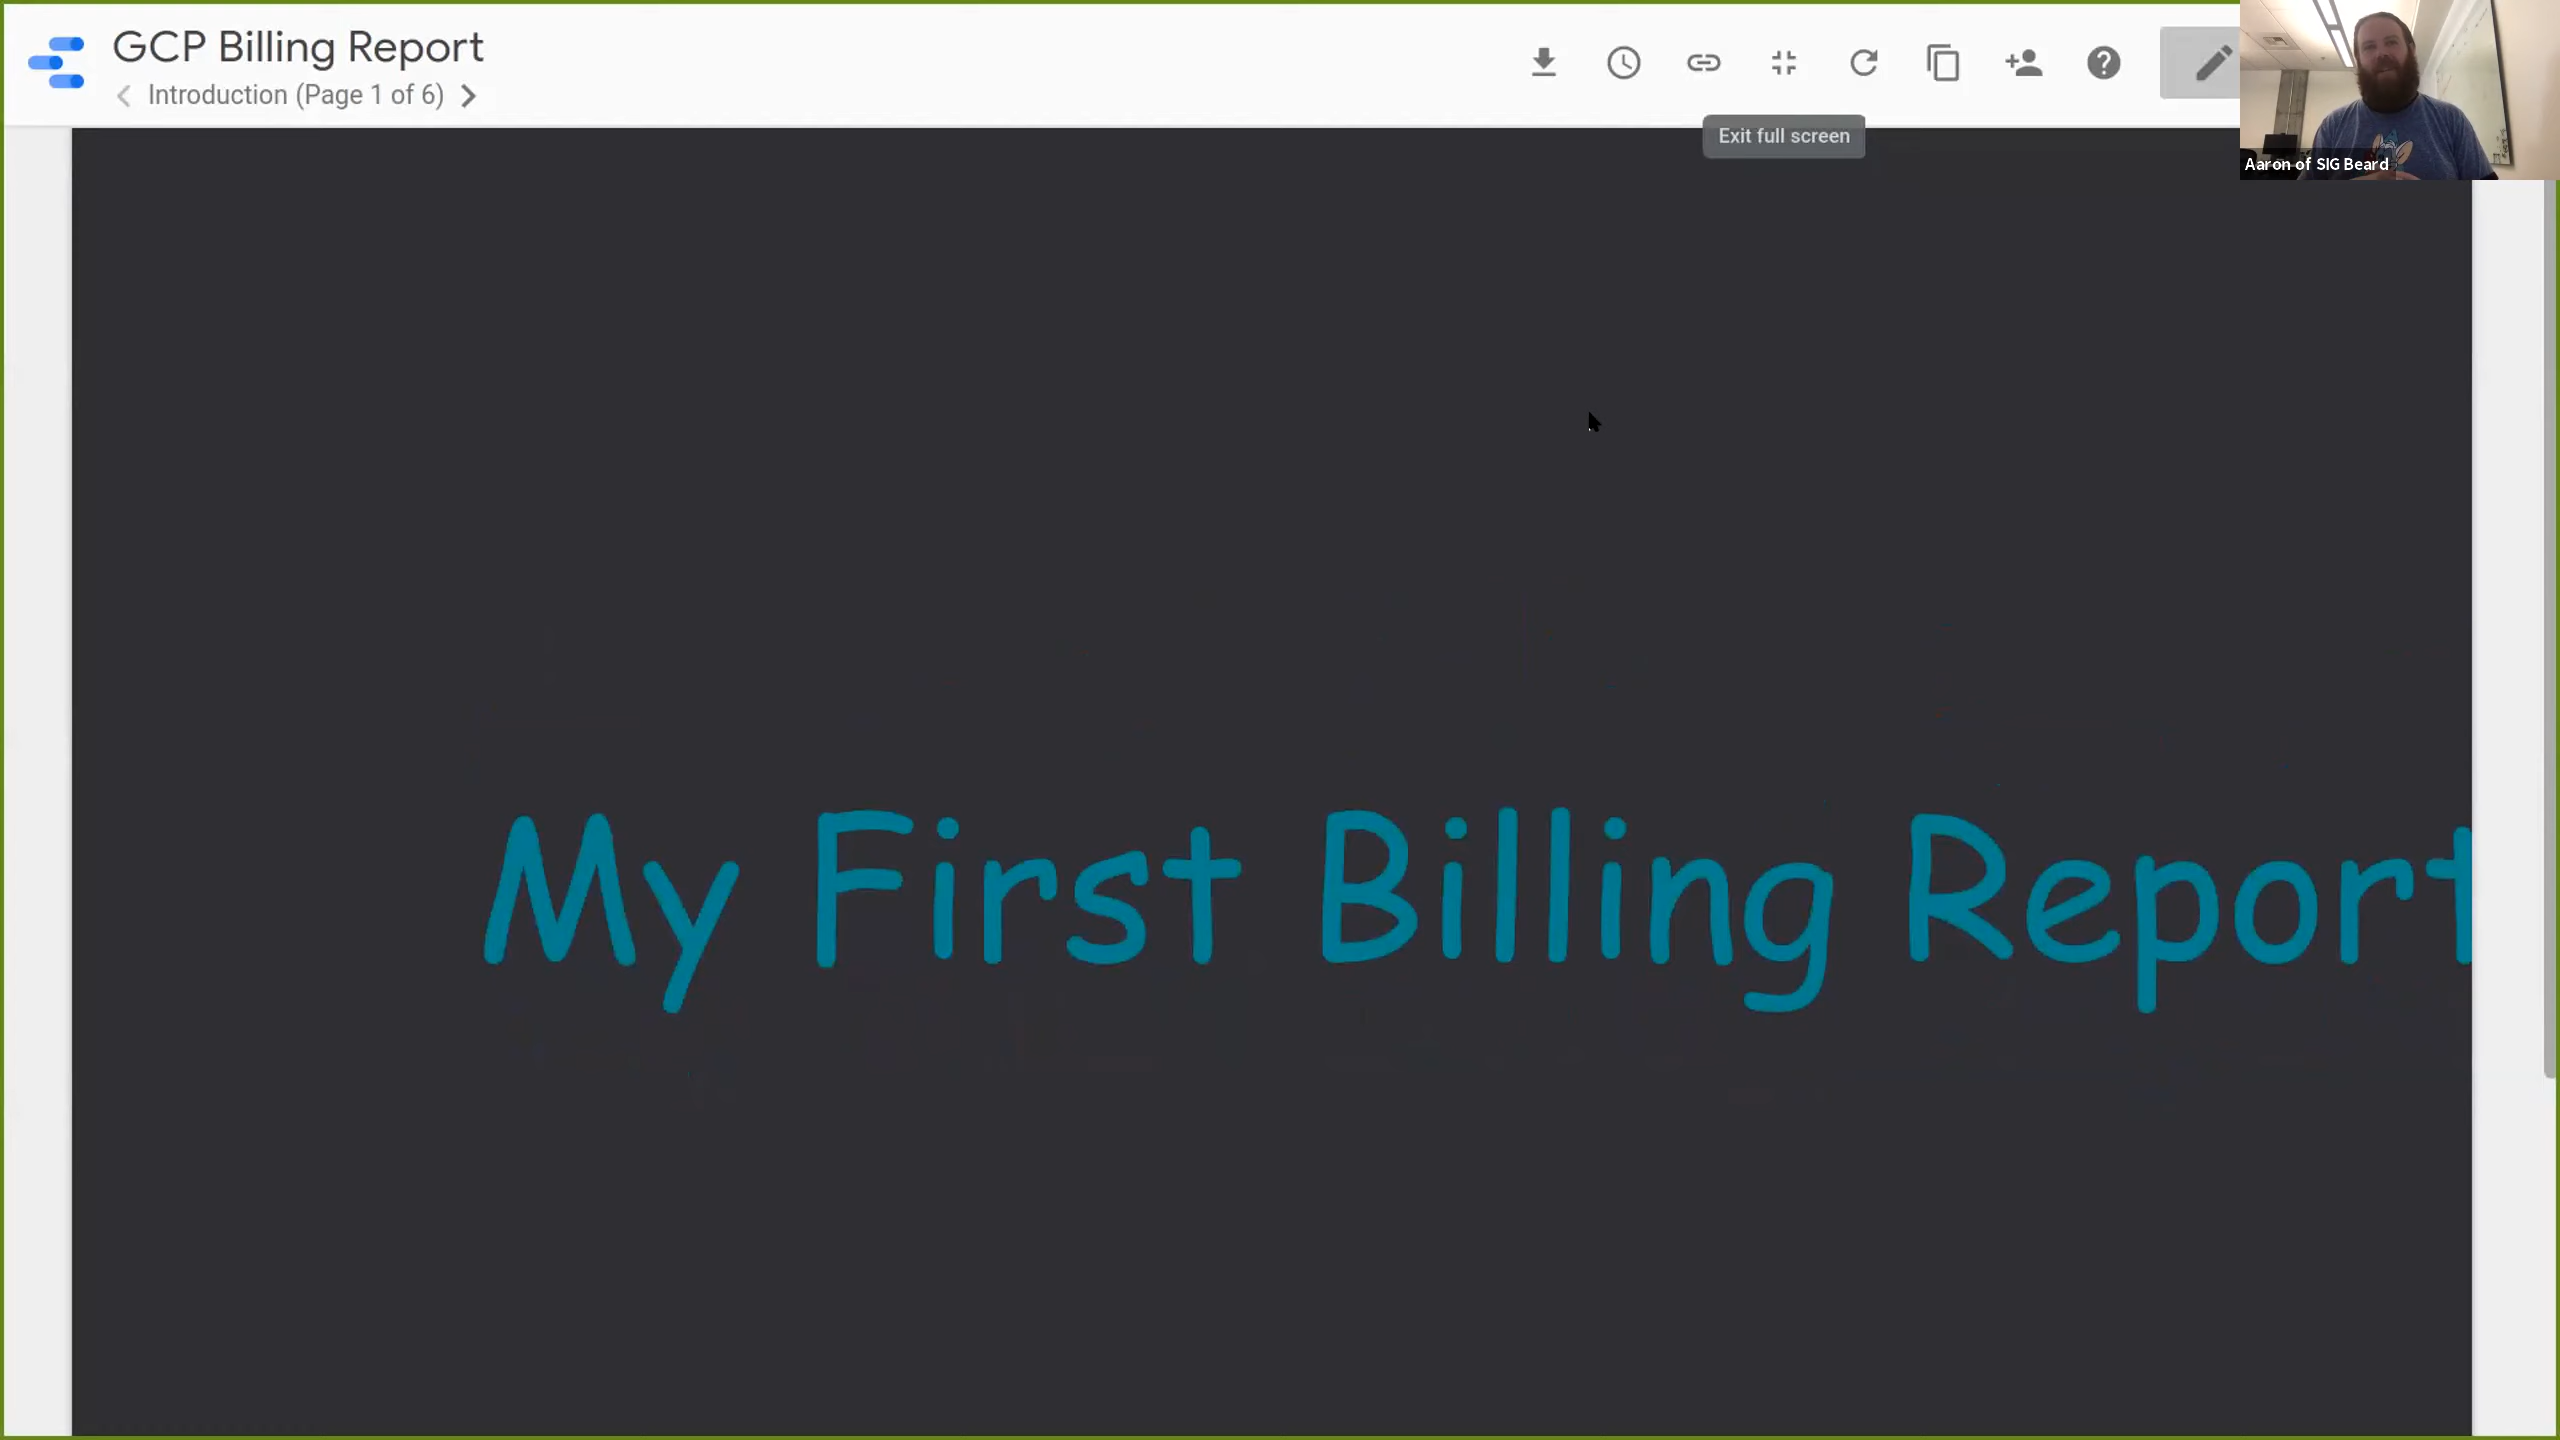 GCP Billing Report
Introduction (Page 1 of 6)
Exit full screen
Aaron of SIG Beard
My First Billing Report